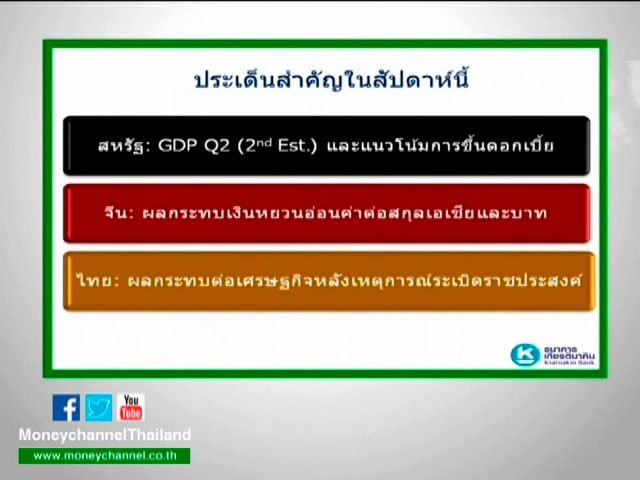 ประเด็นสำคัญในสัปดาห์นี้
สหรัฐ: GDP Q2 (2nd Est.) และแนวโน้มการขึ้นดอกเบี้ย
จีน: ผลกระทบเงินหยวนอ่อนค่าต่อสกุลเอเชียและบาท
ไทย: ผลกระทบต่อเศรษฐกิจหลังเหตุการณ์ระเบิดราชประสงค์
ธนาคาร
เกียรตินาคิน
Kiatnakin Bank
You
Tube
MoneychannelThailand
www.moneychannel.co.th